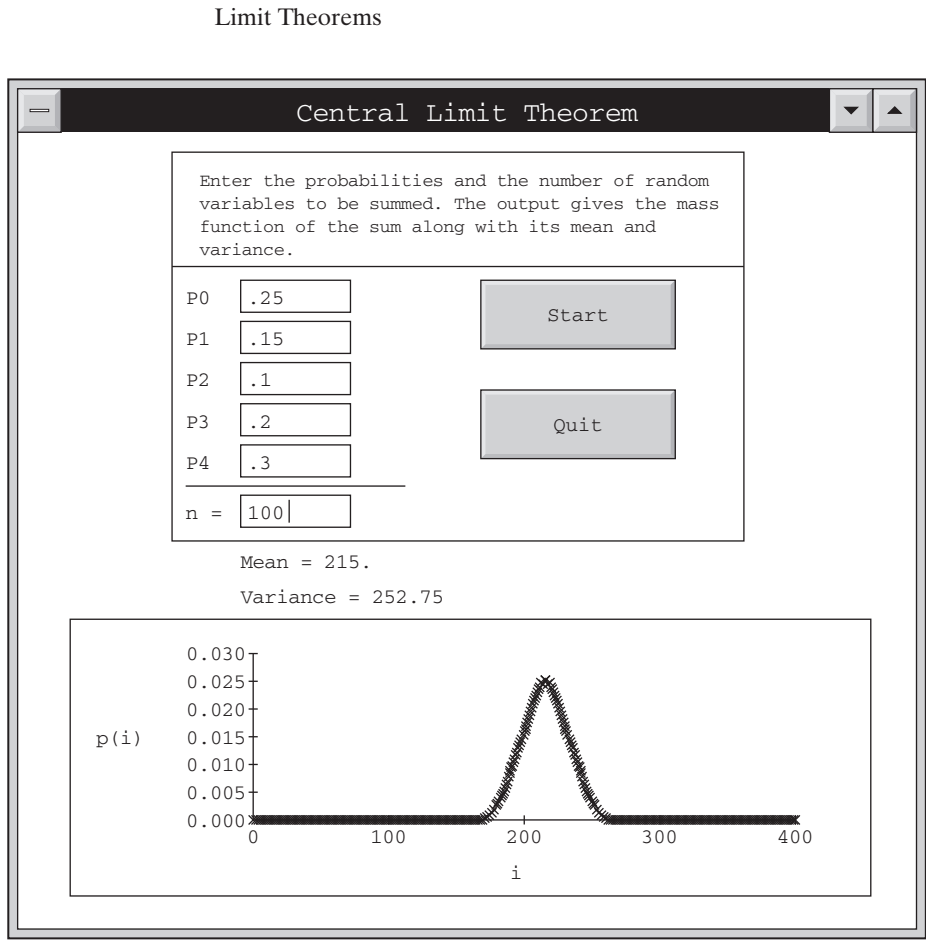 Limit Theorems
Central Limit Theorem
Enter the probabilities and the number of random
variables to be summed. The output gives the mass
function of the sum along with its mean and
variance.
P0 .25
Start
P1 .15
P2 .1
P3 .2
Quit
P4 .3
n = 100
Mean = 215.
Variance = 252.75
0.030
0.025
0.020
p(i) 0.015
0.010
0.005
0.000
0 100 200 300 400
i